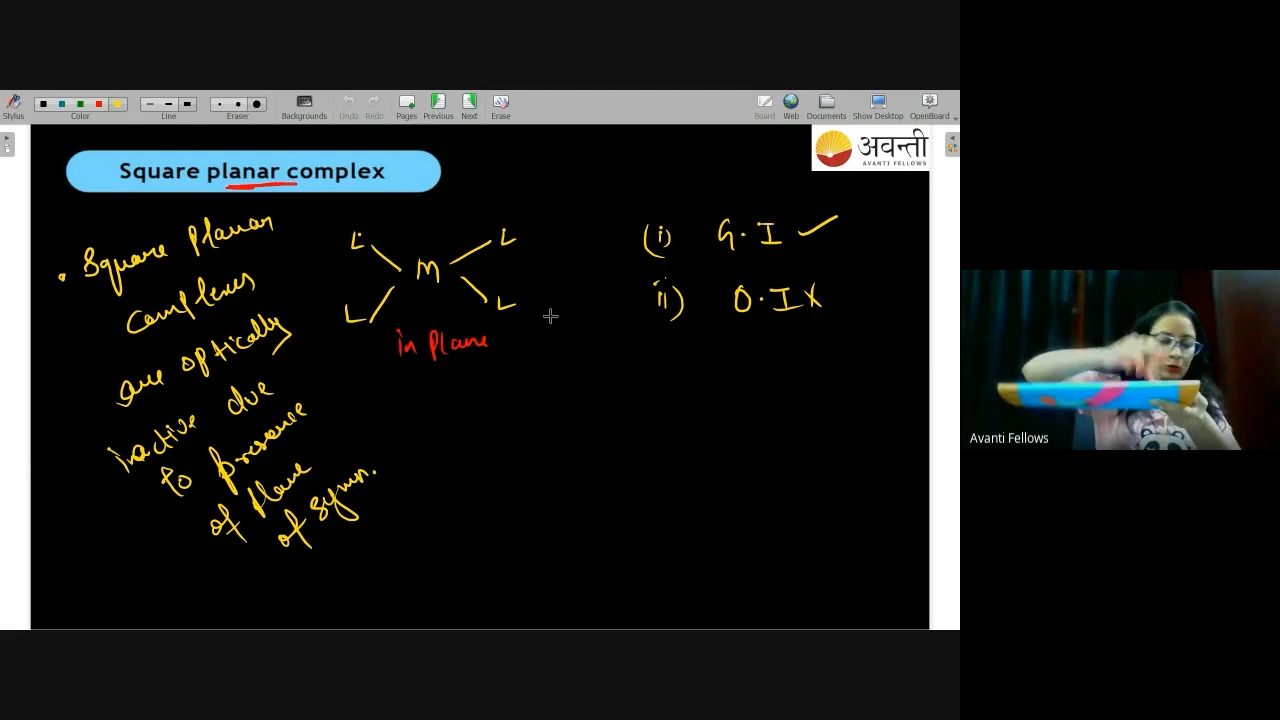 Stylus
Color
Line
Eraser
Backgrounds
Undo
Redo
Pages
Previous
Next
Erase
Board
Web
Documents
Show Desktop
OpenBoard
अवन्ती
AVANTI FELLOWS
Square planar complex
• Square Planar
complexes
are optically
inactive due
to presence
of plane
of symm.
L L
M
L L
in plane
(i) G.I ✓
ii) O.I X
Avanti Fellows